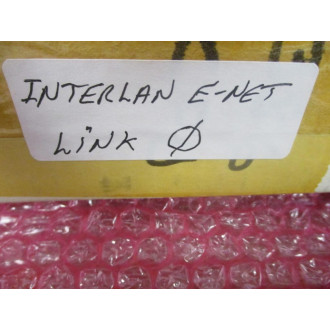 INTERLAN E-NET
LINK Ø